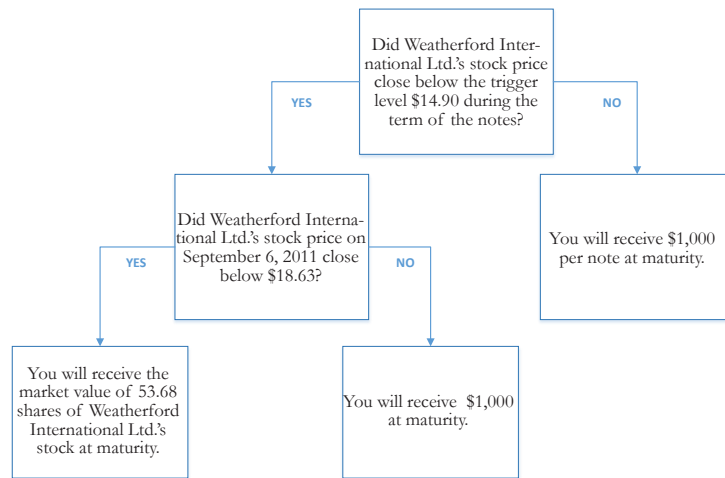 Did Weatherford Inter-
national Ltd.'s stock price
close below the trigger
level $14.90 during the
term of the notes?
YES
NO
Did Weatherford Interna-
tional Ltd.'s stock price on
September 6, 2011 close
below $18.63?
You will receive $1,000
per note at maturity.
YES
NO
You will receive the
market value of 53.68
shares of Weatherford
International Ltd.'s
stock at maturity.
You will receive $1,000
at maturity.